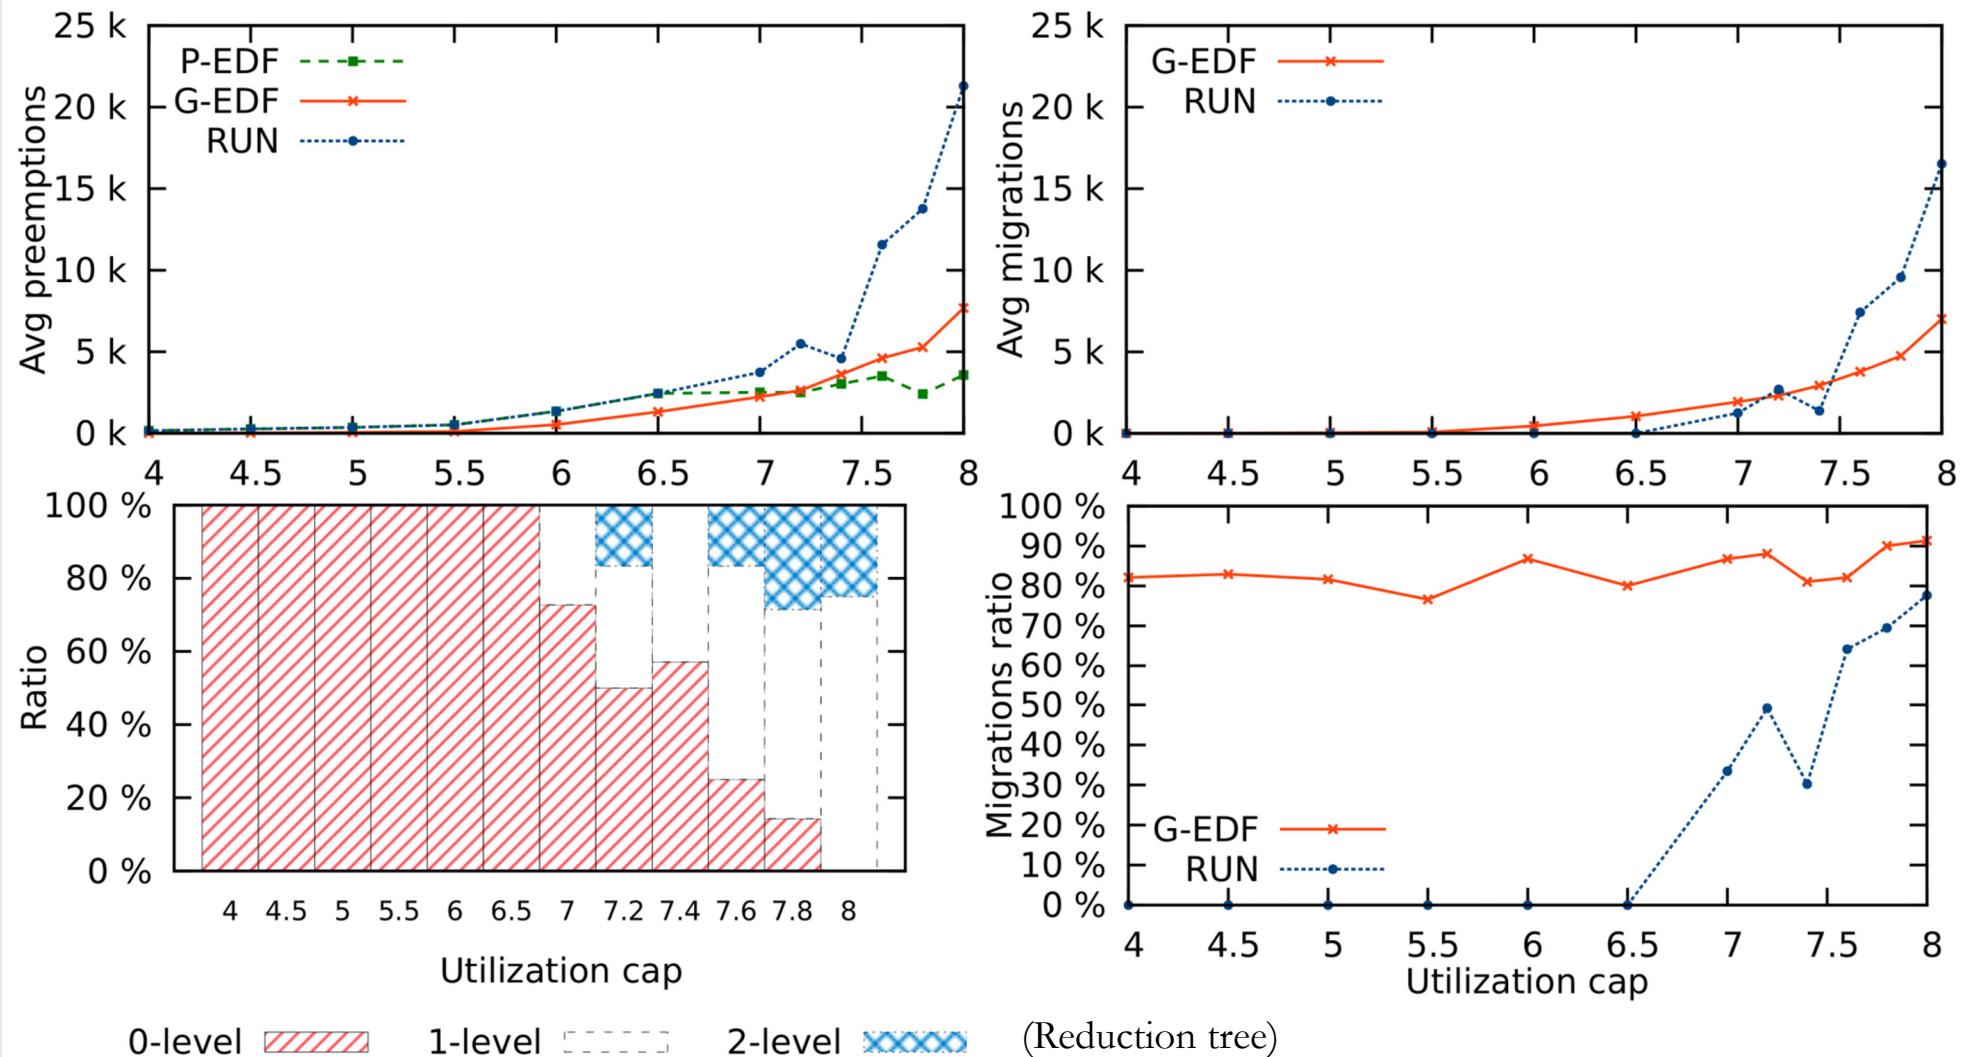 25 k
20 k
15 k
10 k
5 k
0 k
Avg preemptions
P-EDF
G-EDF
RUN
4 4.5 5 5.5 6 6.5 7 7.5 8
25 k
20 k
15 k
10 k
5 k
0 k
Avg migrations
G-EDF
RUN
4 4.5 5 5.5 6 6.5 7 7.5 8
100 %
80 %
60 %
40 %
20 %
0 %
Ratio
4 4.5 5 5.5 6 6.5 7 7.2 7.4 7.6 7.8 8
Utilization cap
100 %
90 %
80 %
70 %
60 %
50 %
40 %
30 %
20 %
10 %
0 %
Migrations ratio
G-EDF
RUN
4 4.5 5 5.5 6 6.5 7 7.5 8
Utilization cap
0-level 1-level 2-level (Reduction tree)